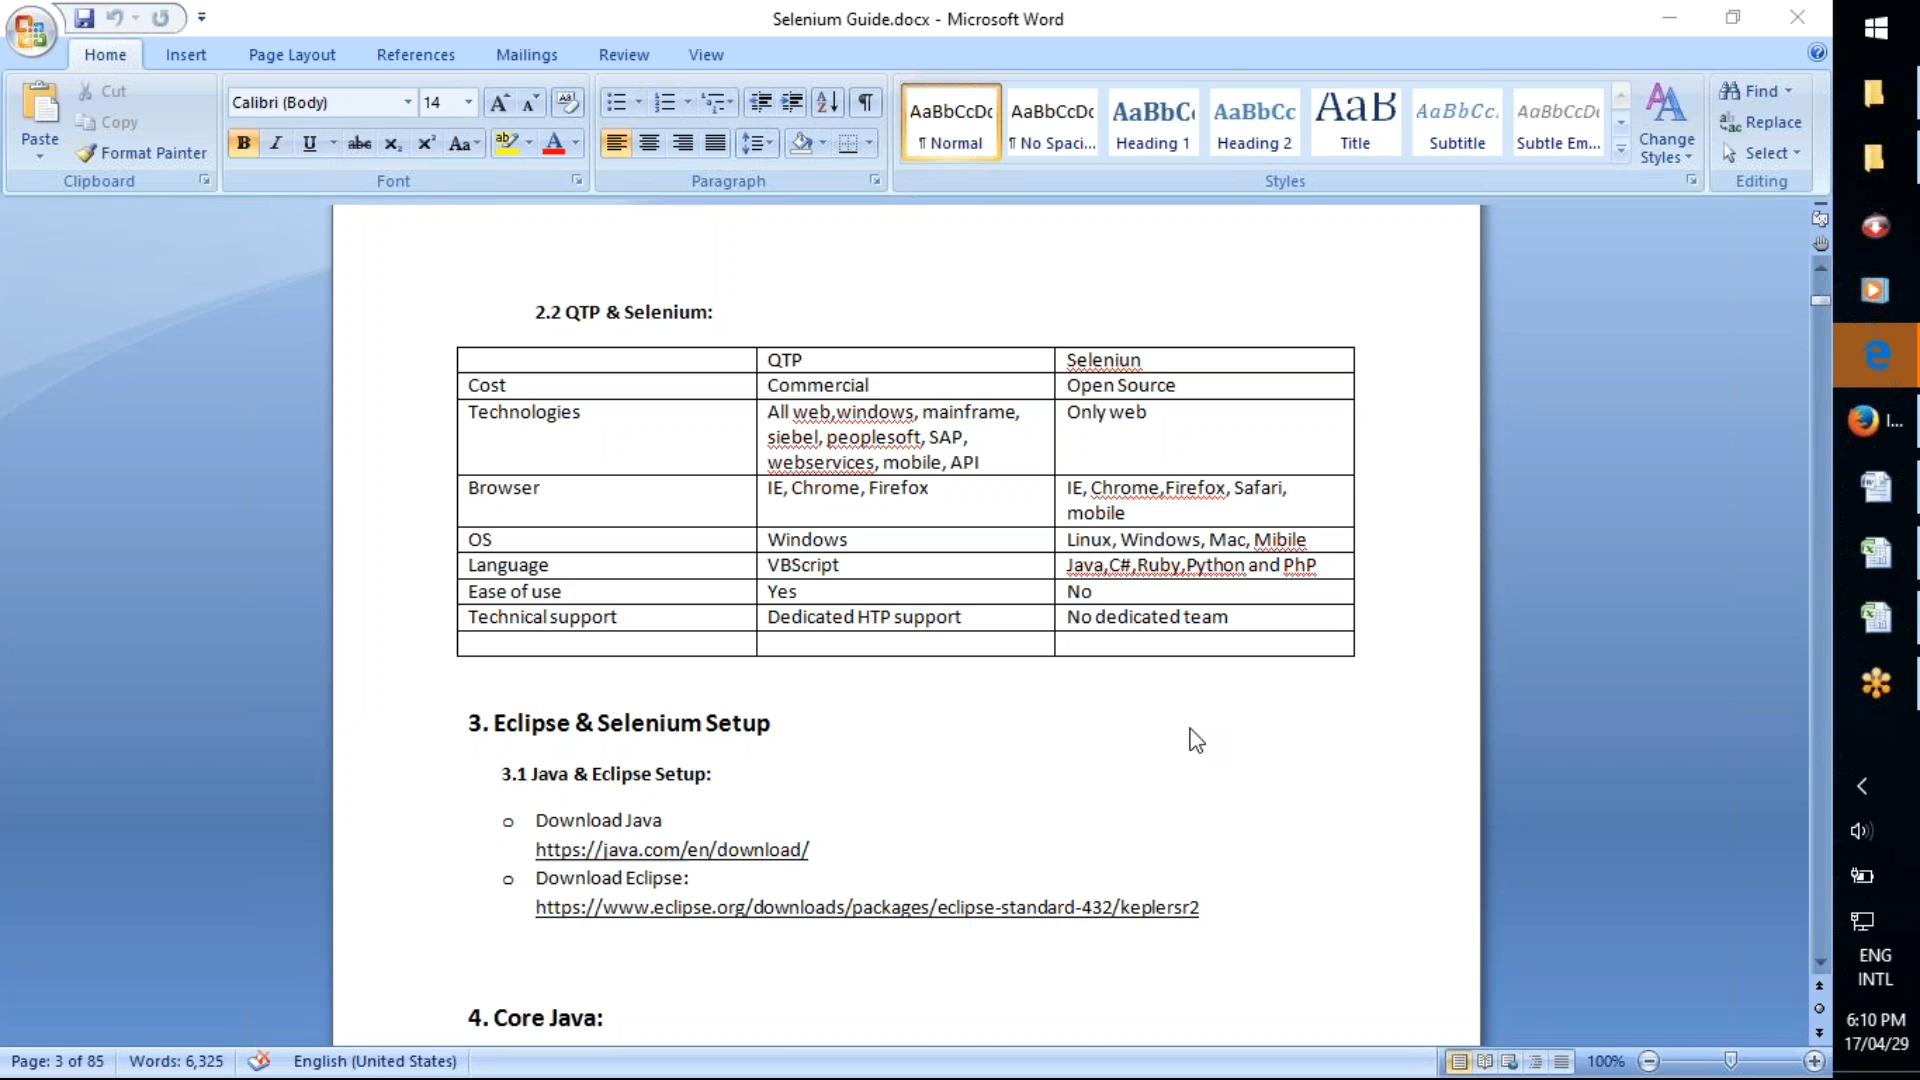 Selenium Guide.docx - Microsoft Word
Home Insert Page Layout References Mailings Review View
Paste
Cut
Copy
Format Painter
Clipboard
Calibri (Body) 14
Font
Paragraph
AaBbCcDc AaBbCcDc AaBbC AaBbCc AaB AaBbCc. AaBbCcDc
¶ Normal ¶ No Spaci... Heading 1 Heading 2 Title Subtitle Subtle Em...
Change Styles
Styles
Find
Replace
Select
Editing
2.2 QTP & Selenium:
QTP Seleniun
Cost Commercial Open Source
Technologies All web,windows, mainframe, Only web
siebel, peoplesoft, SAP,
webservices, mobile, API
Browser IE, Chrome, Firefox IE, Chrome,Firefox, Safari,
mobile
OS Windows Linux, Windows, Mac, Mibile
Language VBScript Java,C#,Ruby,Python and PhP
Ease of use Yes No
Technical support Dedicated HTP support No dedicated team
3. Eclipse & Selenium Setup
3.1 Java & Eclipse Setup:
o Download Java
https://java.com/en/download/
o Download Eclipse:
https://www.eclipse.org/downloads/packages/eclipse-standard-432/keplersr2
4. Core Java:
Page: 3 of 85 Words: 6,325 English (United States) 100%
I...
ENG
INTL
6:10 PM
17/04/29